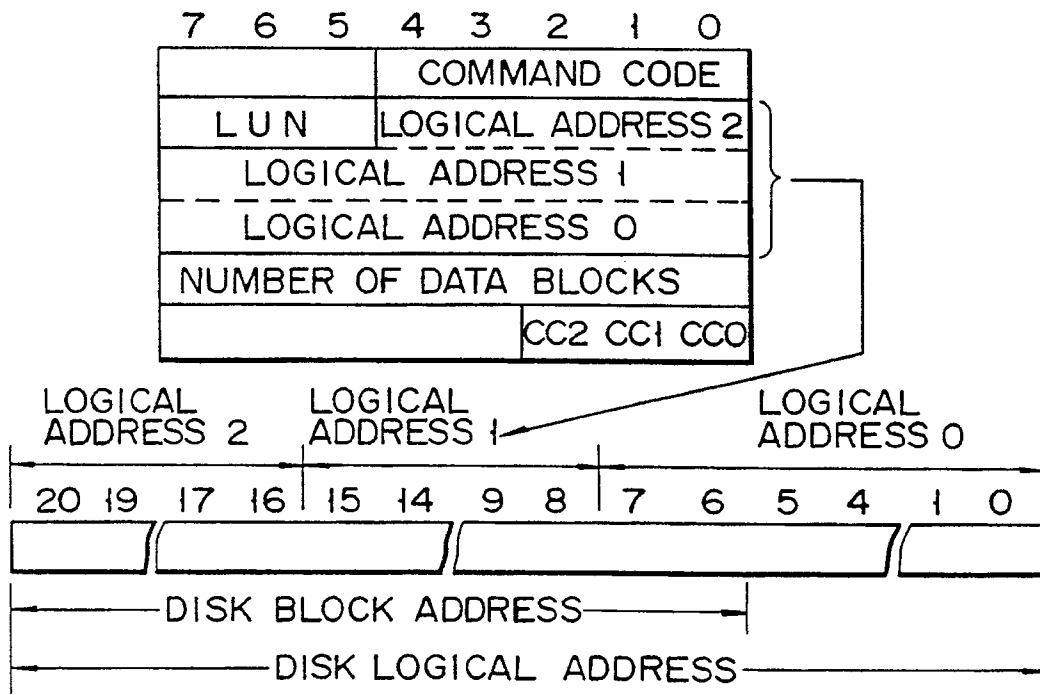 7 6 5 4 3 2 1 0
COMMAND CODE
LUN LOGICAL ADDRESS 2
LOGICAL ADDRESS 1
LOGICAL ADDRESS 0
NUMBER OF DATA BLOCKS
CC2 CC1 CC0
LOGICAL ADDRESS 2
LOGICAL ADDRESS 1
LOGICAL ADDRESS 0
20 19 17 16 15 14 9 8 7 6 5 4 1 0
DISK BLOCK ADDRESS
DISK LOGICAL ADDRESS